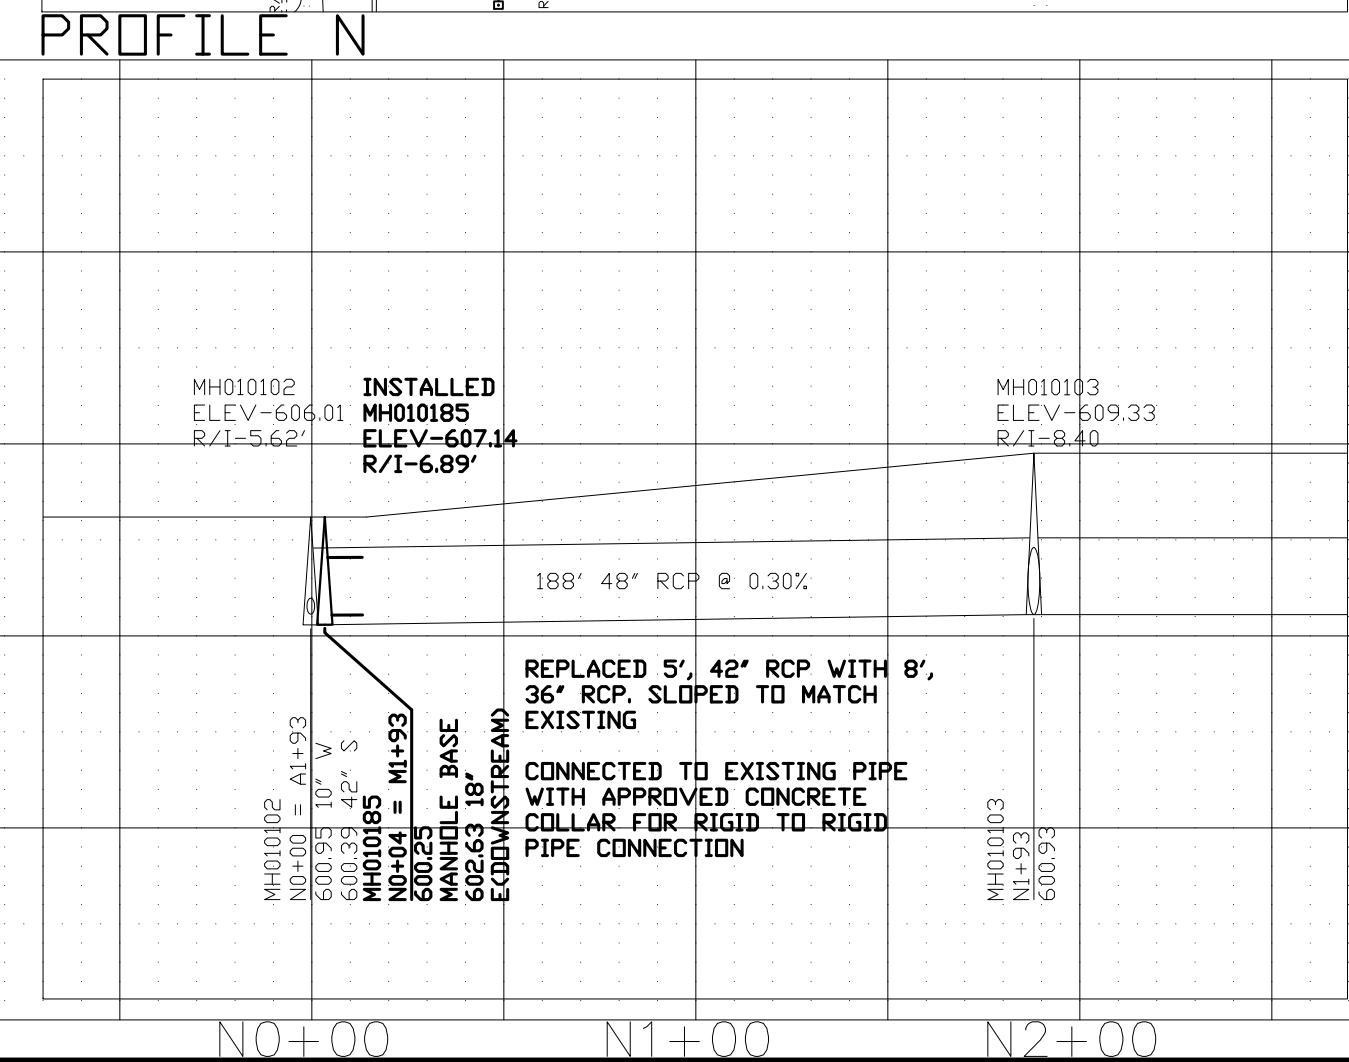 PROFILE N
MH010102
ELEV-606.01
R/I-5.62'
INSTALLED
MH010185
ELEV-607.14
R/I-6.89'
MH010103
ELEV-609.33
R/I-8.40
188' 48" RCP @ 0.30%
REPLACED 5', 42" RCP WITH 8',
36" RCP. SLOPED TO MATCH
EXISTING
CONNECTED TO EXISTING PIPE
WITH APPROVED CONCRETE
COLLAR FOR RIGID TO RIGID
PIPE CONNECTION
MH010102
N0+00 = A1+93
600.95 10" W
600.39 42" S
MH010185
N0+04 = M1+93
600.25
MANHOLE BASE
602.63 18"
E(DOWNSTREAM)
MH010103
N1+93
600.93
N0+00
N1+00
N2+00